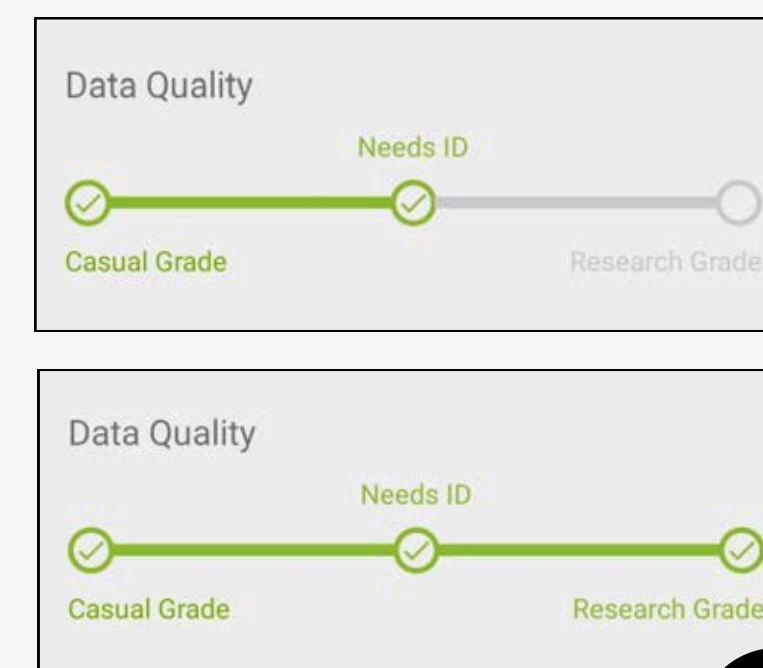 Data Quality
Needs ID
Casual Grade
Research Grade
Data Quality
Needs ID
Casual Grade
Research Grade